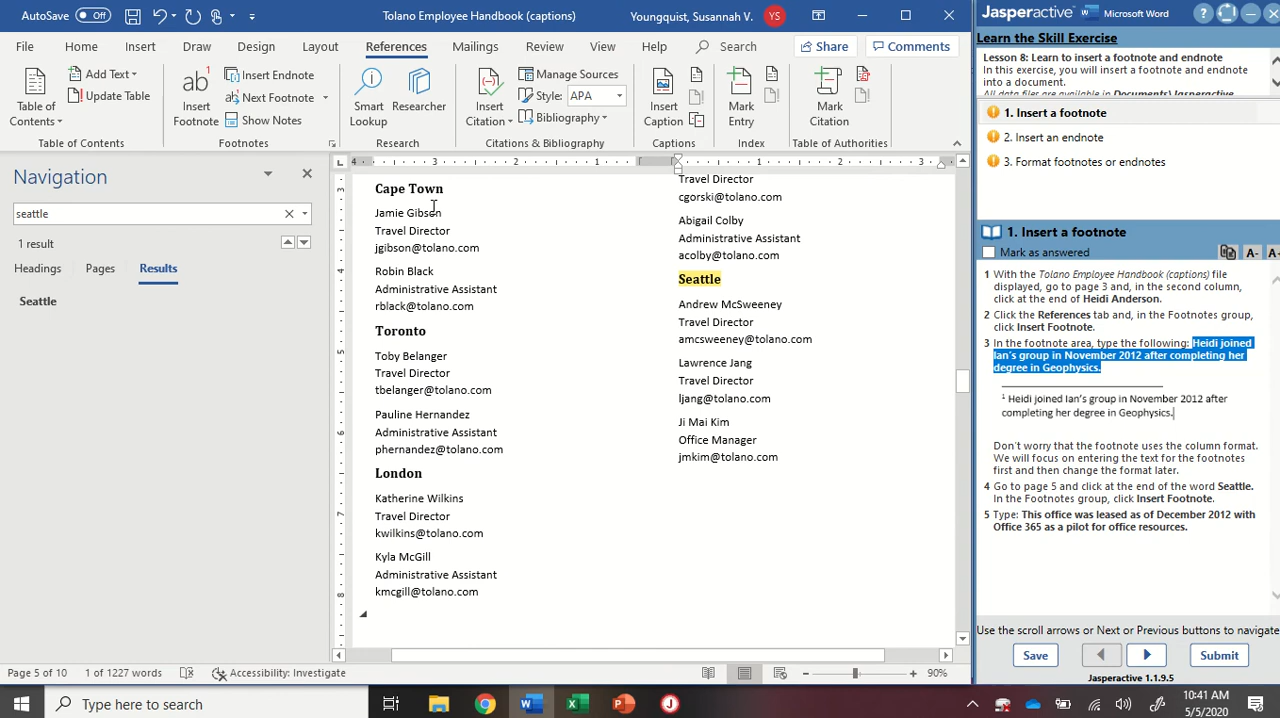 AutoSave Off
Tolano Employee Handbook (captions)
Youngquist, Susannah V. YS
File Home Insert Draw Design Layout References Mailings Review View Help Search Share Comments
Table of Contents
Add Text
Update Table
Table of Contents
ab Insert Footnote
Insert Endnote
Next Footnote
Show Notes
Footnotes
Smart Lookup
Researcher
Research
Insert Citation
Manage Sources
Style: APA
Bibliography
Citations & Bibliography
Insert Caption
Captions
Mark Entry
Index
Mark Citation
Table of Authorities
Navigation
seattle
1 result
Headings Pages Results
Seattle
Cape Town
Jamie Gibson
Travel Director
jgibson@tolano.com
Robin Black
Administrative Assistant
rblack@tolano.com
Toronto
Toby Belanger
Travel Director
tbelanger@tolano.com
Pauline Hernandez
Administrative Assistant
phernandez@tolano.com
London
Katherine Wilkins
Travel Director
kwilkins@tolano.com
Kyla McGill
Administrative Assistant
kmcgill@tolano.com
Travel Director
cgorski@tolano.com
Abigail Colby
Administrative Assistant
acolby@tolano.com
Seattle
Andrew McSweeney
Travel Director
amcsweeney@tolano.com
Lawrence Jang
Travel Director
ljang@tolano.com
Ji Mai Kim
Office Manager
jmkim@tolano.com
Page 5 of 10 1 of 1227 words Accessibility: Investigate 90%
Jasperactive Microsoft Word
Learn the Skill Exercise
Lesson 8: Learn to insert a footnote and endnote
In this exercise, you will insert a footnote and endnote
into a document.
All data files are available in Documents\Jasperactive
1. Insert a footnote
2. Insert an endnote
3. Format footnotes or endnotes
1. Insert a footnote
Mark as answered A- A+
1 With the Tolano Employee Handbook (captions) file
displayed, go to page 3 and, in the second column,
click at the end of Heidi Anderson.
2 Click the References tab and, in the Footnotes group,
click Insert Footnote.
3 In the footnote area, type the following: Heidi joined
Ian's group in November 2012 after completing her
degree in Geophysics.
1 Heidi joined Ian's group in November 2012 after
completing her degree in Geophysics.
Don't worry that the footnote uses the column format.
We will focus on entering the text for the footnotes
first and then change the format later.
4 Go to page 5 and click at the end of the word Seattle.
In the Footnotes group, click Insert Footnote.
5 Type: This office was leased as of December 2012 with
Office 365 as a pilot for office resources.
Use the scroll arrows or Next or Previous buttons to navigate
Save Submit
Jasperactive 1.1.9.5
Type here to search
10:41 AM
5/5/2020